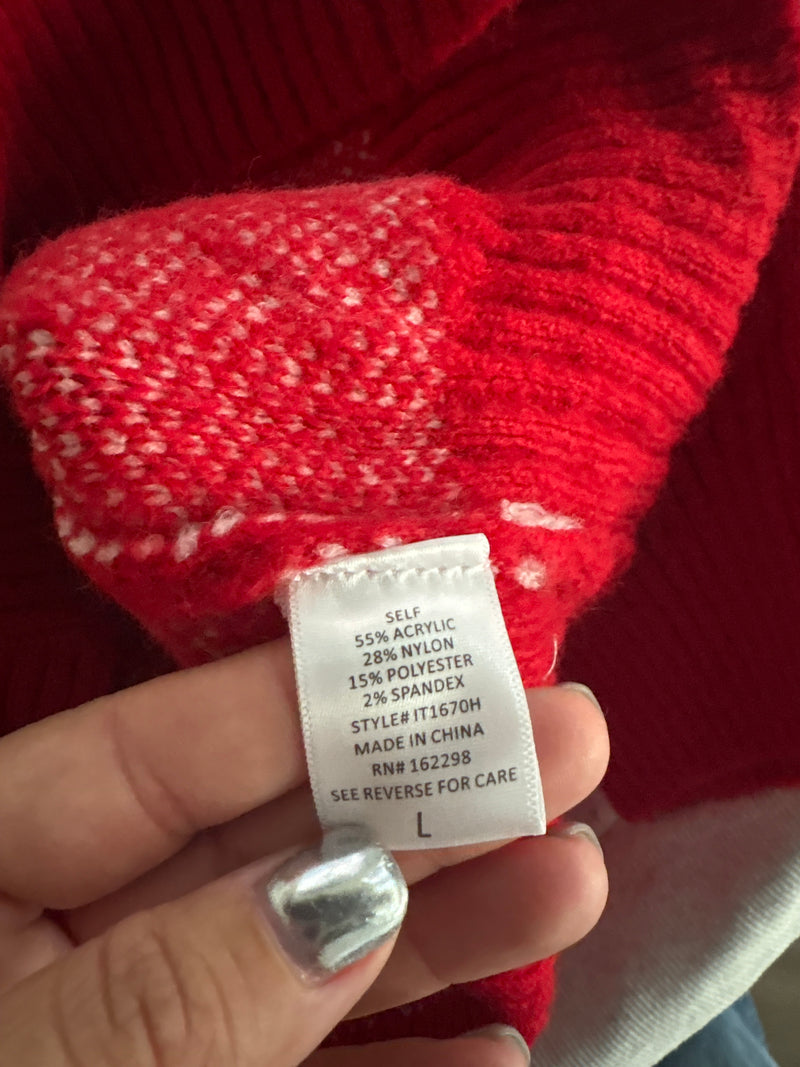 SELF
55% ACRYLIC
28% NYLON
15% POLYESTER
2% SPANDEX
STYLE# IT1670H
MADE IN CHINA
RN# 162298
SEE REVERSE FOR CARE
L